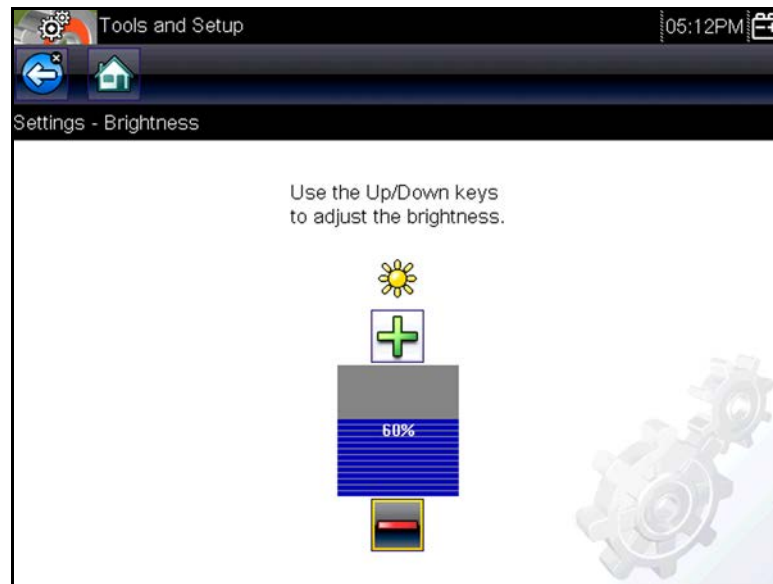 Tools and Setup
05:12PM
Settings - Brightness
Use the Up/Down keys
to adjust the brightness.
60%